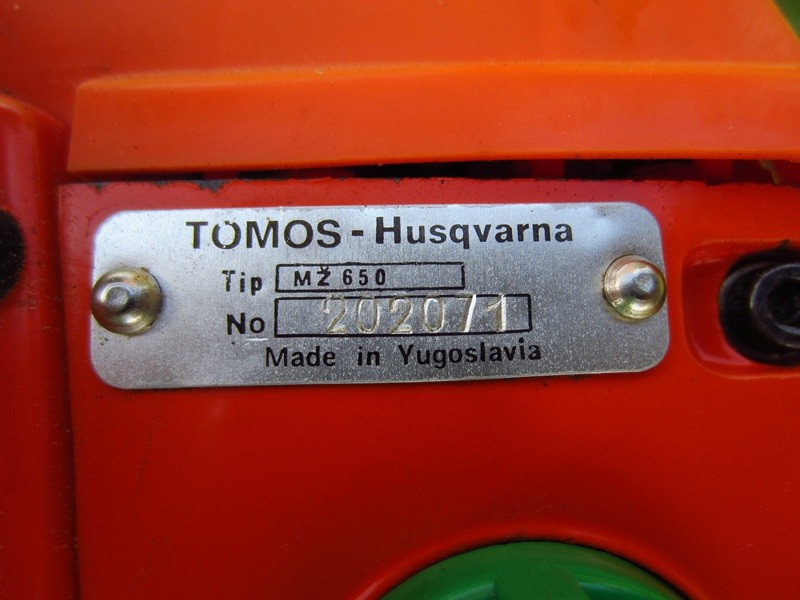 TOMOS - Husqvarna
Tip MŽ 650
No 202071
Made in Yugoslavia